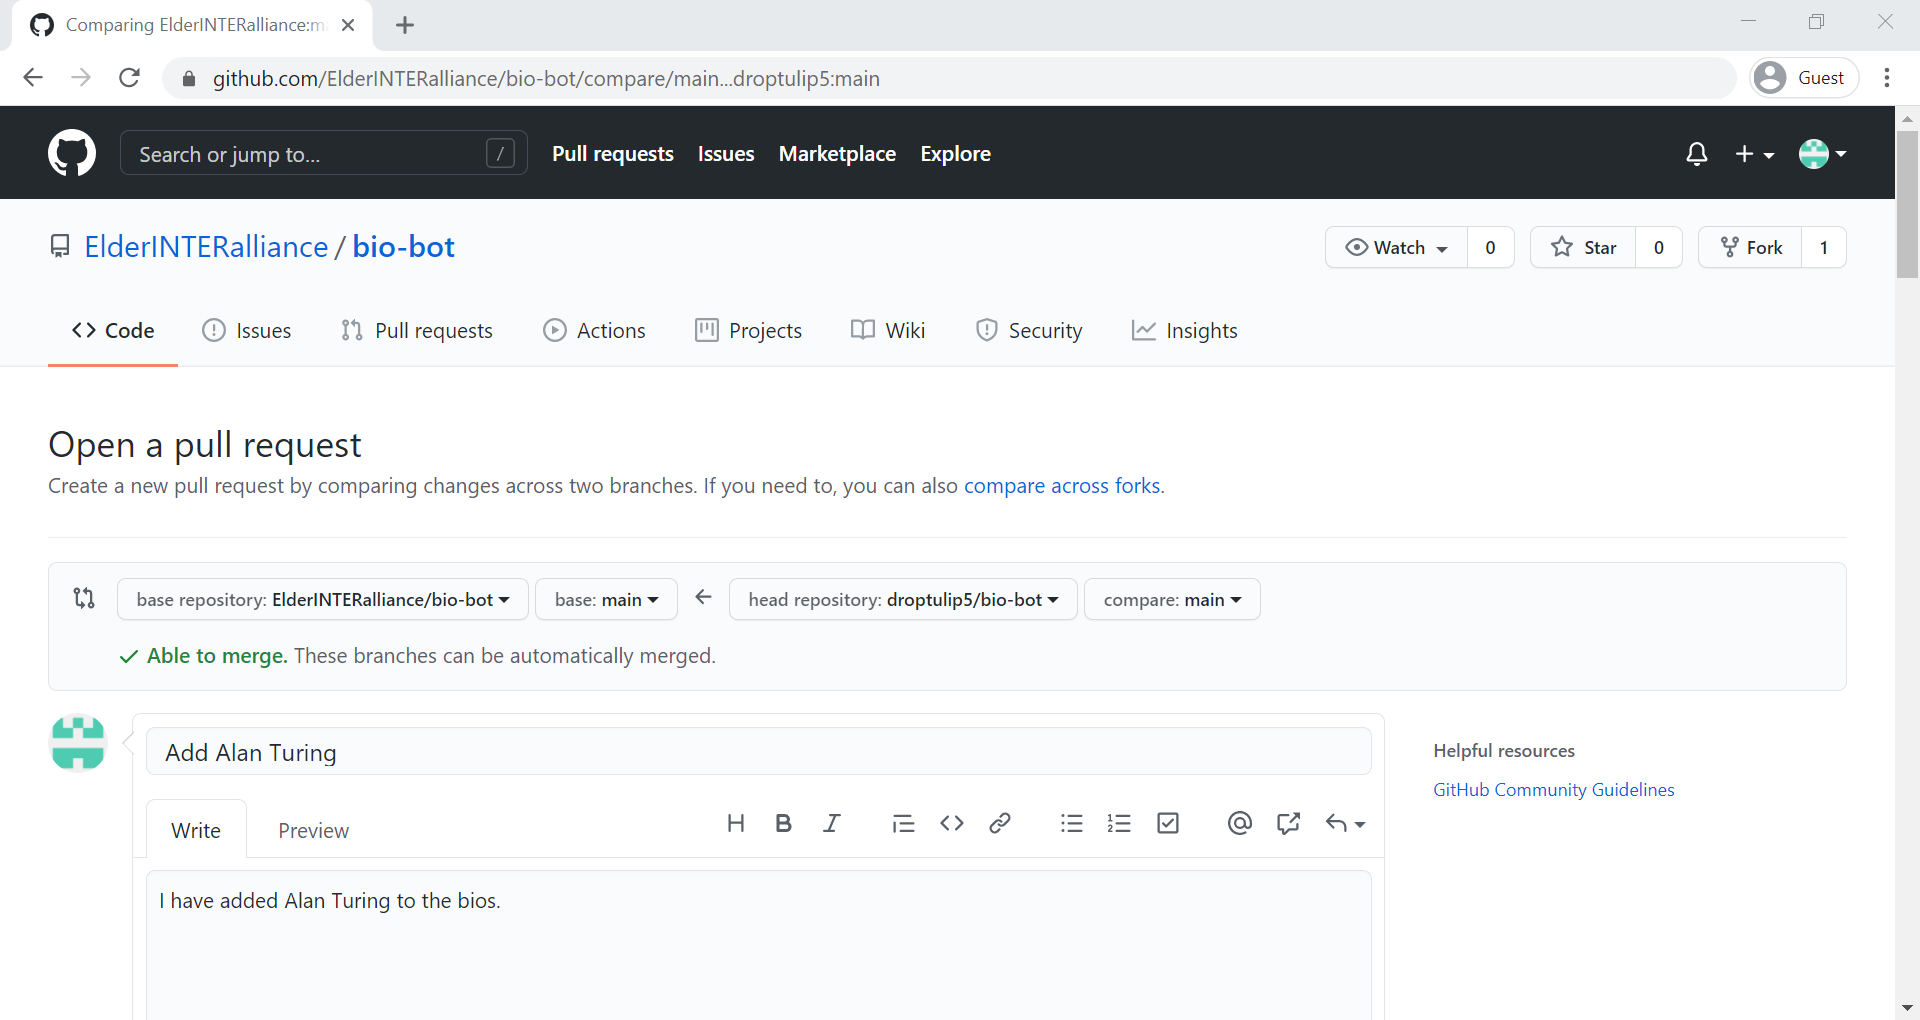 Comparing ElderINTERalliance:m
github.com/ElderINTERalliance/bio-bot/compare/main...droptulip5:main
Guest
Search or jump to...
/
Pull requests
Issues
Marketplace
Explore
ElderINTERalliance / bio-bot
Watch 0
Star 0
Fork 1
Code
Issues
Pull requests
Actions
Projects
Wiki
Security
Insights
Open a pull request
Create a new pull request by comparing changes across two branches. If you need to, you can also compare across forks.
base repository: ElderINTERalliance/bio-bot
base: main
head repository: droptulip5/bio-bot
compare: main
Able to merge. These branches can be automatically merged.
Add Alan Turing
Helpful resources
GitHub Community Guidelines
Write
Preview
I have added Alan Turing to the bios.